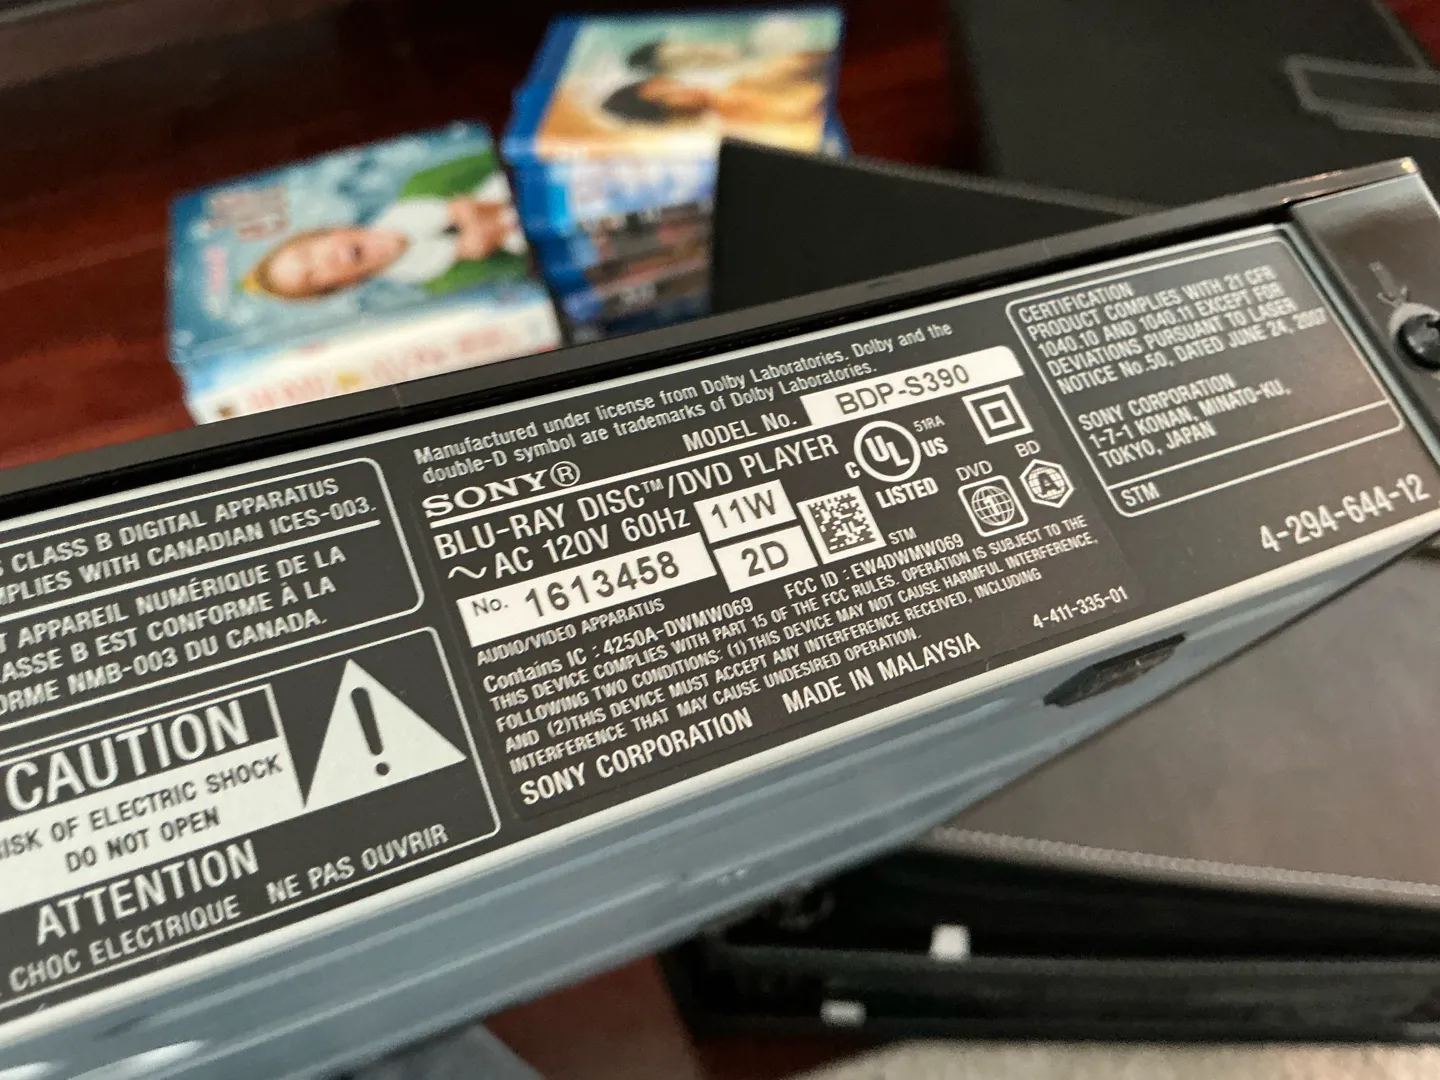 CLASS B DIGITAL APPARATUS
COMPLIES WITH CANADIAN ICES-003.
APPAREIL NUMÉRIQUE DE LA
CLASSE B EST CONFORME À LA
NORME NMB-003 DU CANADA.
CAUTION
RISK OF ELECTRIC SHOCK
DO NOT OPEN
ATTENTION
CHOC ELECTRIQUE NE PAS OUVRIR
Manufactured under license from Dolby Laboratories. Dolby and the
double-D symbol are trademarks of Dolby Laboratories.
SONY® MODEL No. BDP-S390
BLU-RAY DISC™/DVD PLAYER
~ AC 120V 60Hz 11W
No. 1613458 2D
C UL US 51RA
LISTED
STM
DVD BD
AUDIO/VIDEO APPARATUS
Contains IC : 4250A-DWMW069 FCC ID : EW4DWMW069
THIS DEVICE COMPLIES WITH PART 15 OF THE FCC RULES. OPERATION IS SUBJECT TO THE
FOLLOWING TWO CONDITIONS: (1)THIS DEVICE MAY NOT CAUSE HARMFUL INTERFERENCE,
AND (2)THIS DEVICE MUST ACCEPT ANY INTERFERENCE RECEIVED, INCLUDING
INTERFERENCE THAT MAY CAUSE UNDESIRED OPERATION.
SONY CORPORATION MADE IN MALAYSIA
4-411-335-01
CERTIFICATION
PRODUCT COMPLIES WITH 21 CFR
1040.10 AND 1040.11 EXCEPT FOR
DEVIATIONS PURSUANT TO LASER
NOTICE No.50, DATED JUNE 24, 2007
SONY CORPORATION
1-7-1 KONAN, MINATO-KU,
TOKYO, JAPAN
STM
4-294-644-12